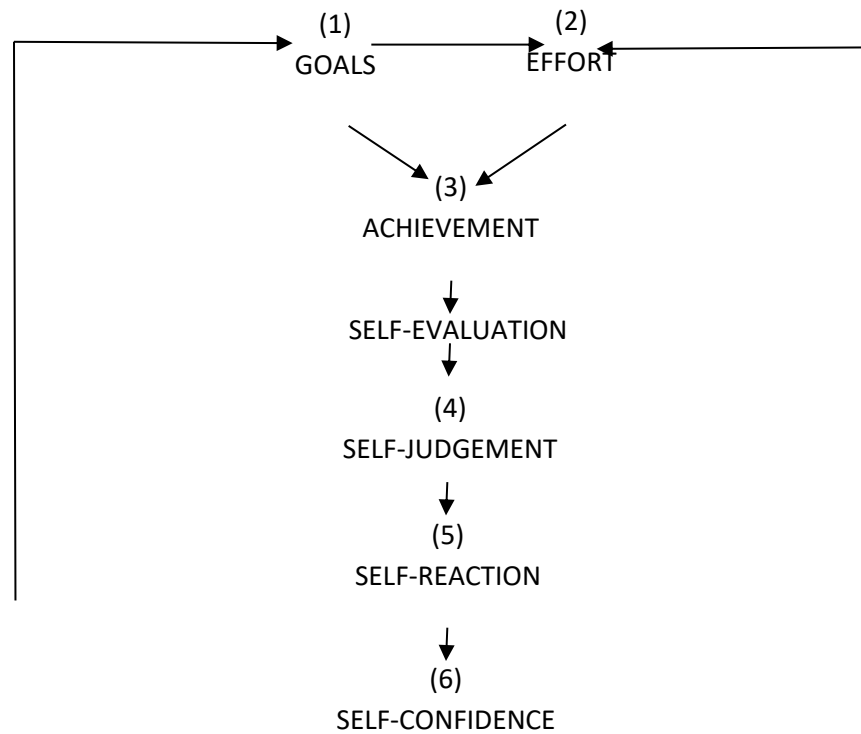 (1)
GOALS
(2)
EFFORT
(3)
ACHIEVEMENT
SELF-EVALUATION
(4)
SELF-JUDGEMENT
(5)
SELF-REACTION
(6)
SELF-CONFIDENCE